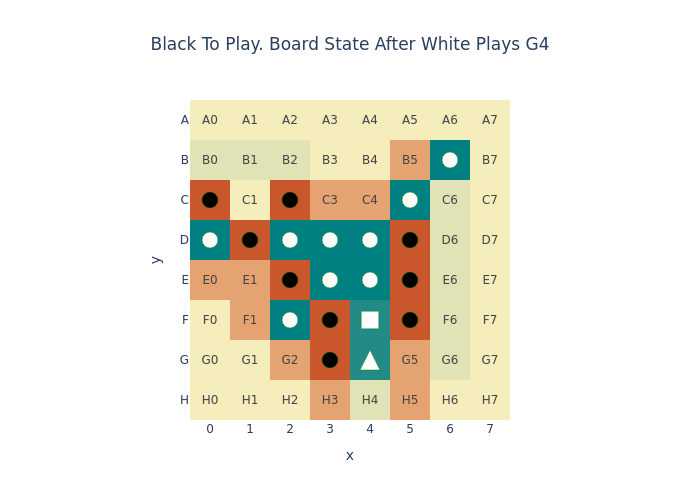 Black To Play. Board State After White Plays G4
A A0 A1 A2 A3 A4 A5 A6 A7
B B0 B1 B2 B3 B4 B5 B7
C C1 C3 C4 C6 C7
D D6 D7
E E0 E1 E6 E7
F F0 F1 F6 F7
G G0 G1 G2 G5 G6 G7
H H0 H1 H2 H3 H4 H5 H6 H7
0 1 2 3 4 5 6 7
x
y